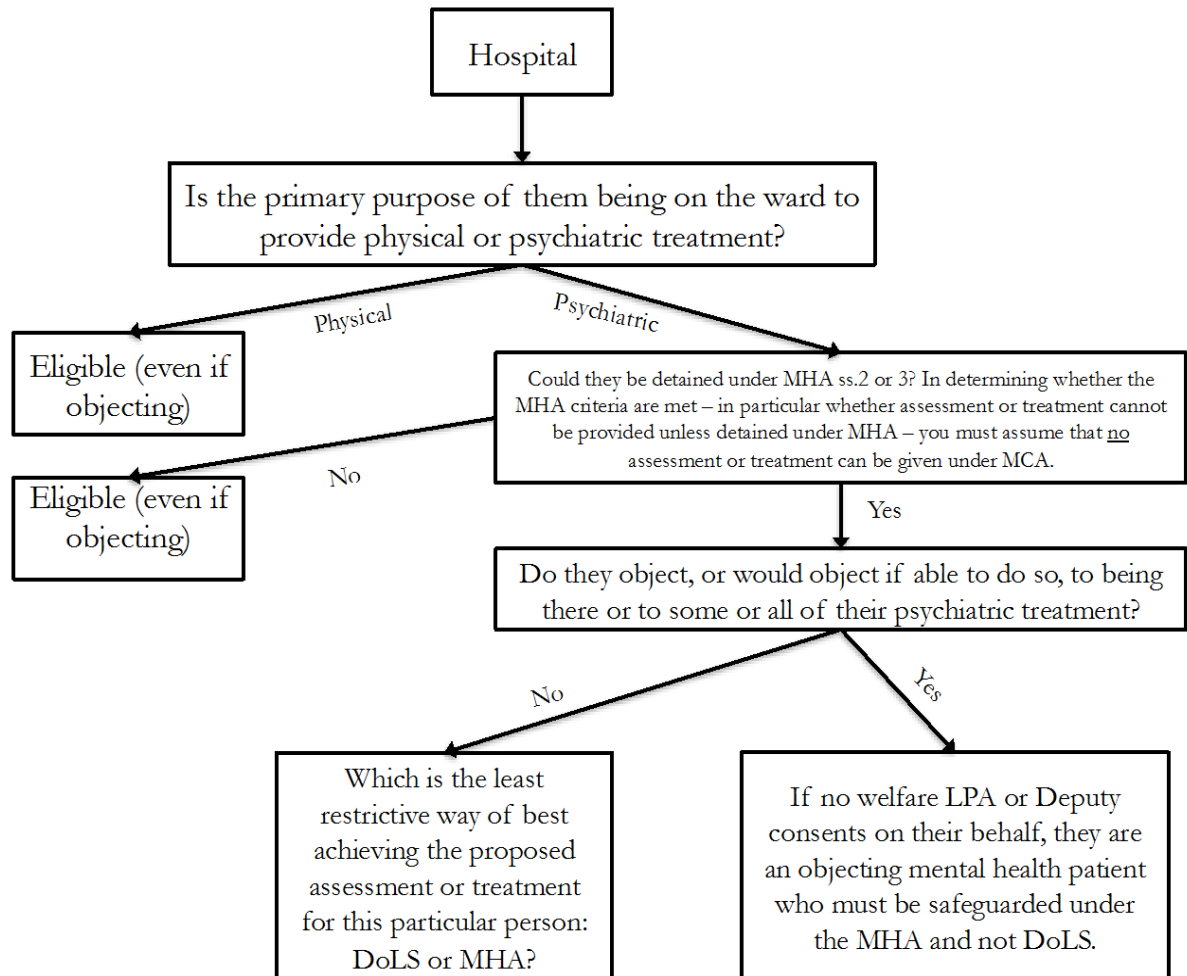 Hospital
Is the primary purpose of them being on the ward to
provide physical or psychiatric treatment?
Physical
Psychiatric
Eligible (even if
objecting)
Could they be detained under MHA ss.2 or 3? In determining whether the
MHA criteria are met – in particular whether assessment or treatment cannot
be provided unless detained under MHA – you must assume that no
assessment or treatment can be given under MCA.
No
Eligible (even if
objecting)
Yes
Do they object, or would object if able to do so, to being
there or to some or all of their psychiatric treatment?
No
Yes
Which is the least
restrictive way of best
achieving the proposed
assessment or treatment
for this particular person:
DoLS or MHA?
If no welfare LPA or Deputy
consents on their behalf, they are
an objecting mental health patient
who must be safeguarded under
the MHA and not DoLS.